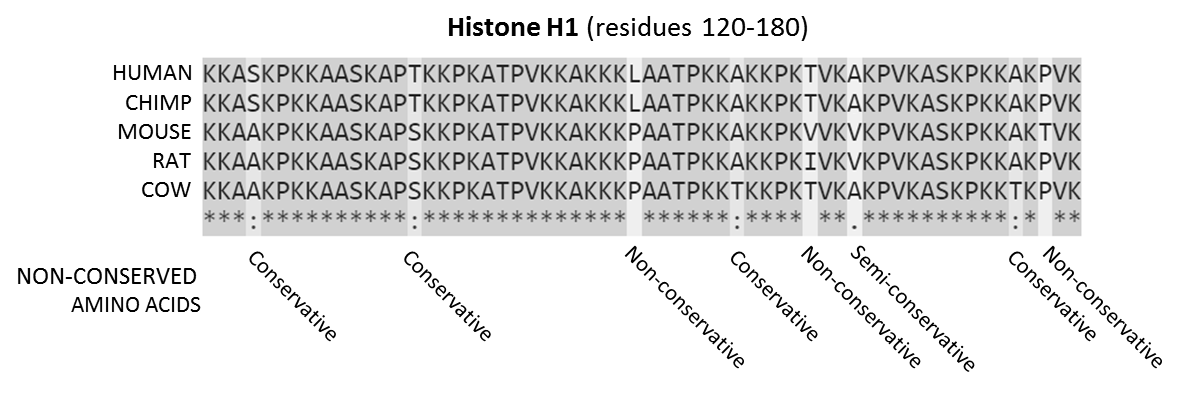 Histone H1 (residues 120-180)
HUMAN KKASKPKKAASKAPTKKPKATPVKKAKKKLAATPKKAKKPKTVKAKPVKASKPKKAKPVK
CHIMP KKASKPKKAASKAPTKKPKATPVKKAKKKLAATPKKAKKPKTVKAKPVKASKPKKAKPVK
MOUSE KKAAKPKKAASKAPSKKPKATPVKKAKKKPAATPKKAKKPKVVKVKPVKASKPKKAKTVK
RAT KKAAKPKKAASKAPSKKPKATPVKKAKKKPAATPKKAKKPKIVKVKPVKASKPKKAKPVK
COW KKAAKPKKAASKAPSKKPKATPVKKAKKKPAATPKKTKKPKTVKAKPVKASKPKKTKPVK
***:**********:************** ******:**** **.**********:* **
NON-CONSERVED
AMINO ACIDS
Conservative
Conservative
Non-conservative
Conservative
Non-conservative
Semi-conservative
Conservative
Non-conservative